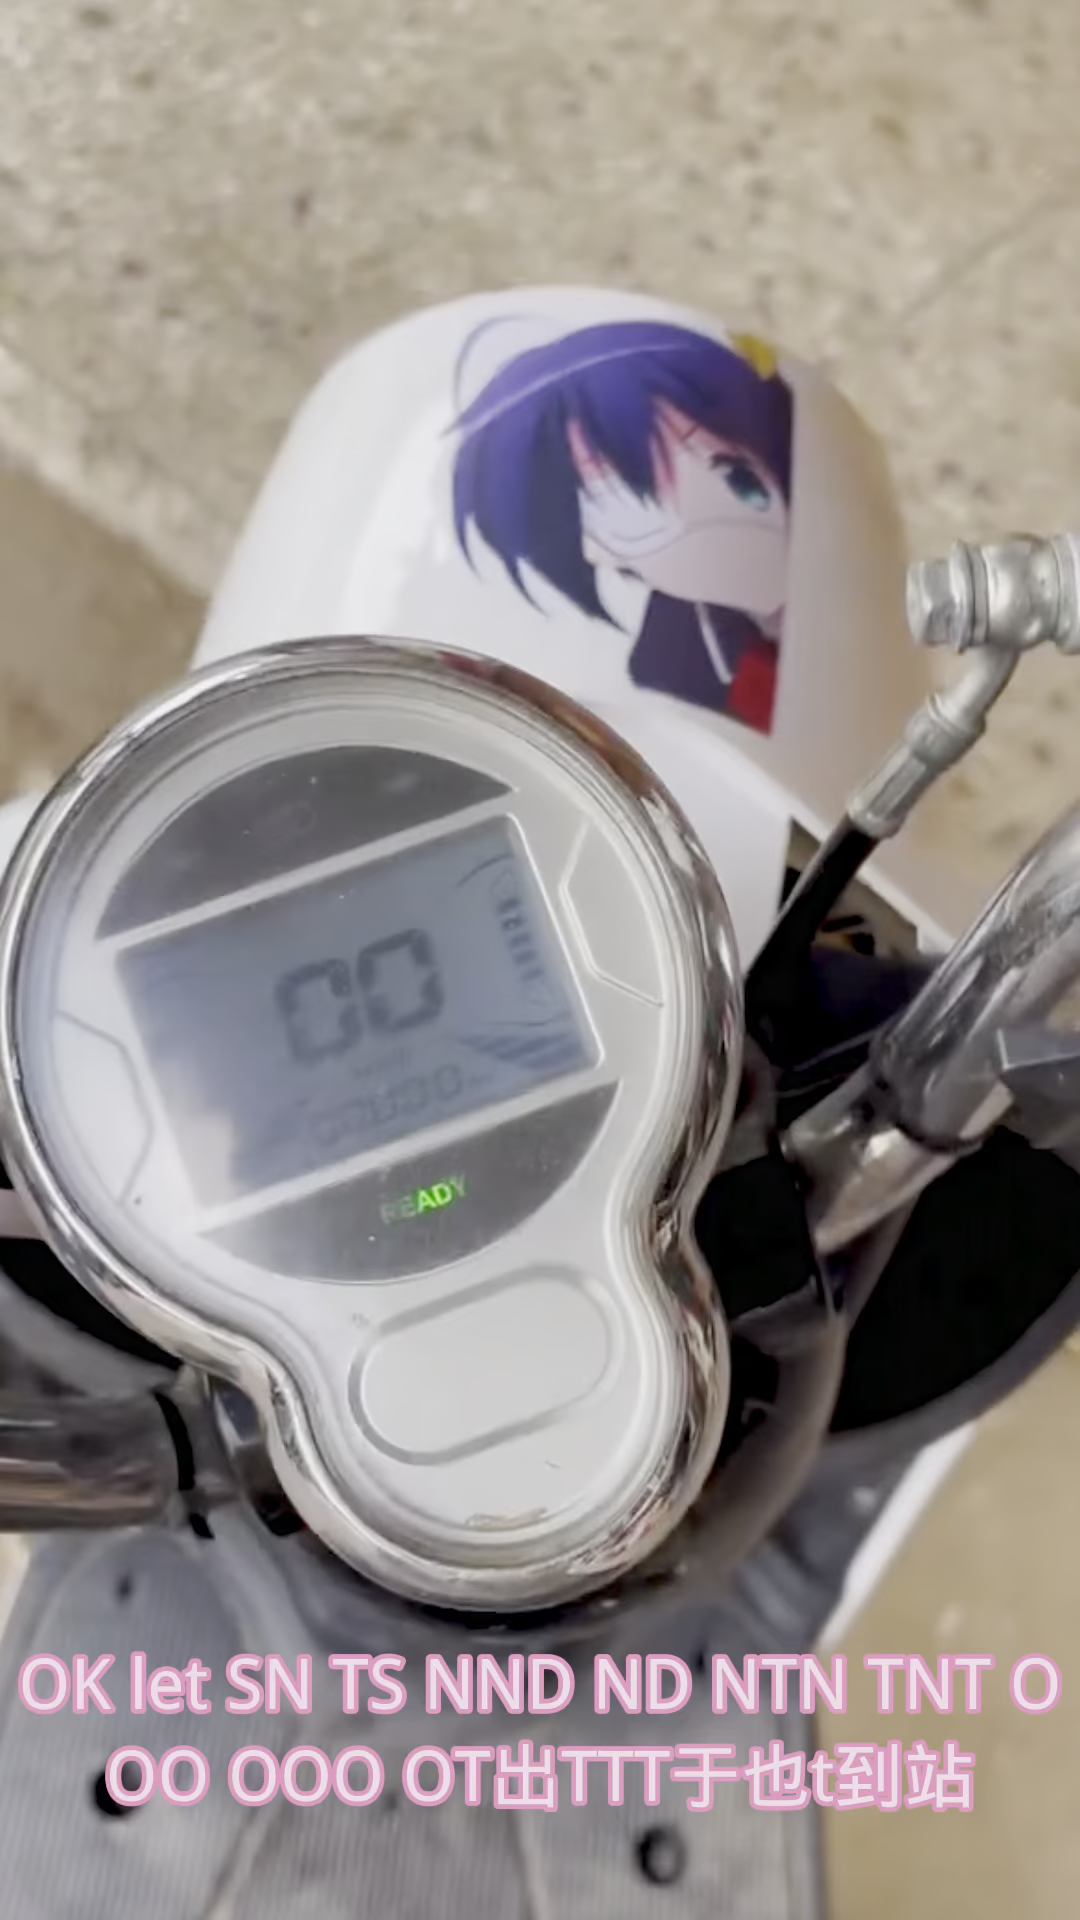 00
READY
OK let SN TS NND ND NTN TNT O
OO OOO OT出TTT于也t到站